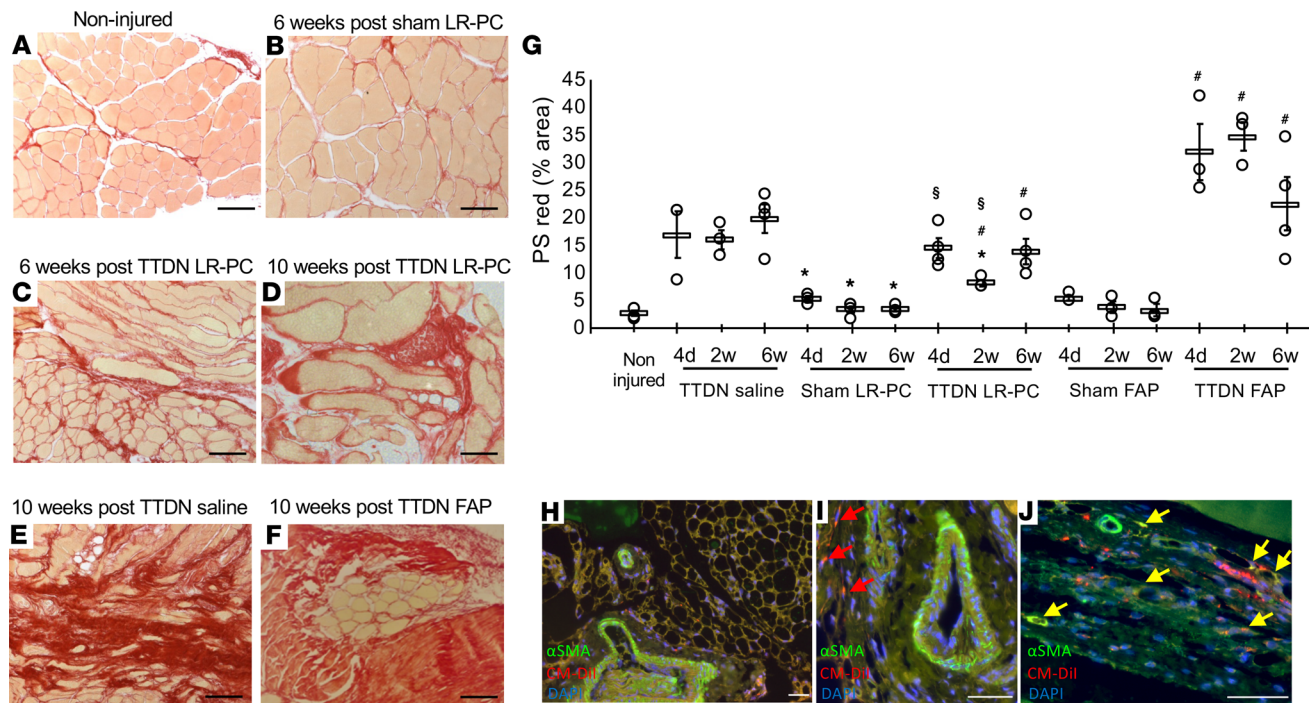 Non-injured
6 weeks post sham LR-PC
A
B
6 weeks post TTDN LR-PC
10 weeks post TTDN LR-PC
C
D
10 weeks post TTDN saline
10 weeks post TTDN FAP
E
F
G
PS red (% area)
45
40
35
30
25
20
15
10
5
0
* * *
§ § # * #
# # #
Non
injured
4d 2w 6w 4d 2w 6w 4d 2w 6w 4d 2w 6w 4d 2w 6w
TTDN saline Sham LR-PC TTDN LR-PC Sham FAP TTDN FAP
H
αSMA
CM-DiI
DAPI
I
αSMA
CM-DiI
DAPI
J
αSMA
CM-DiI
DAPI